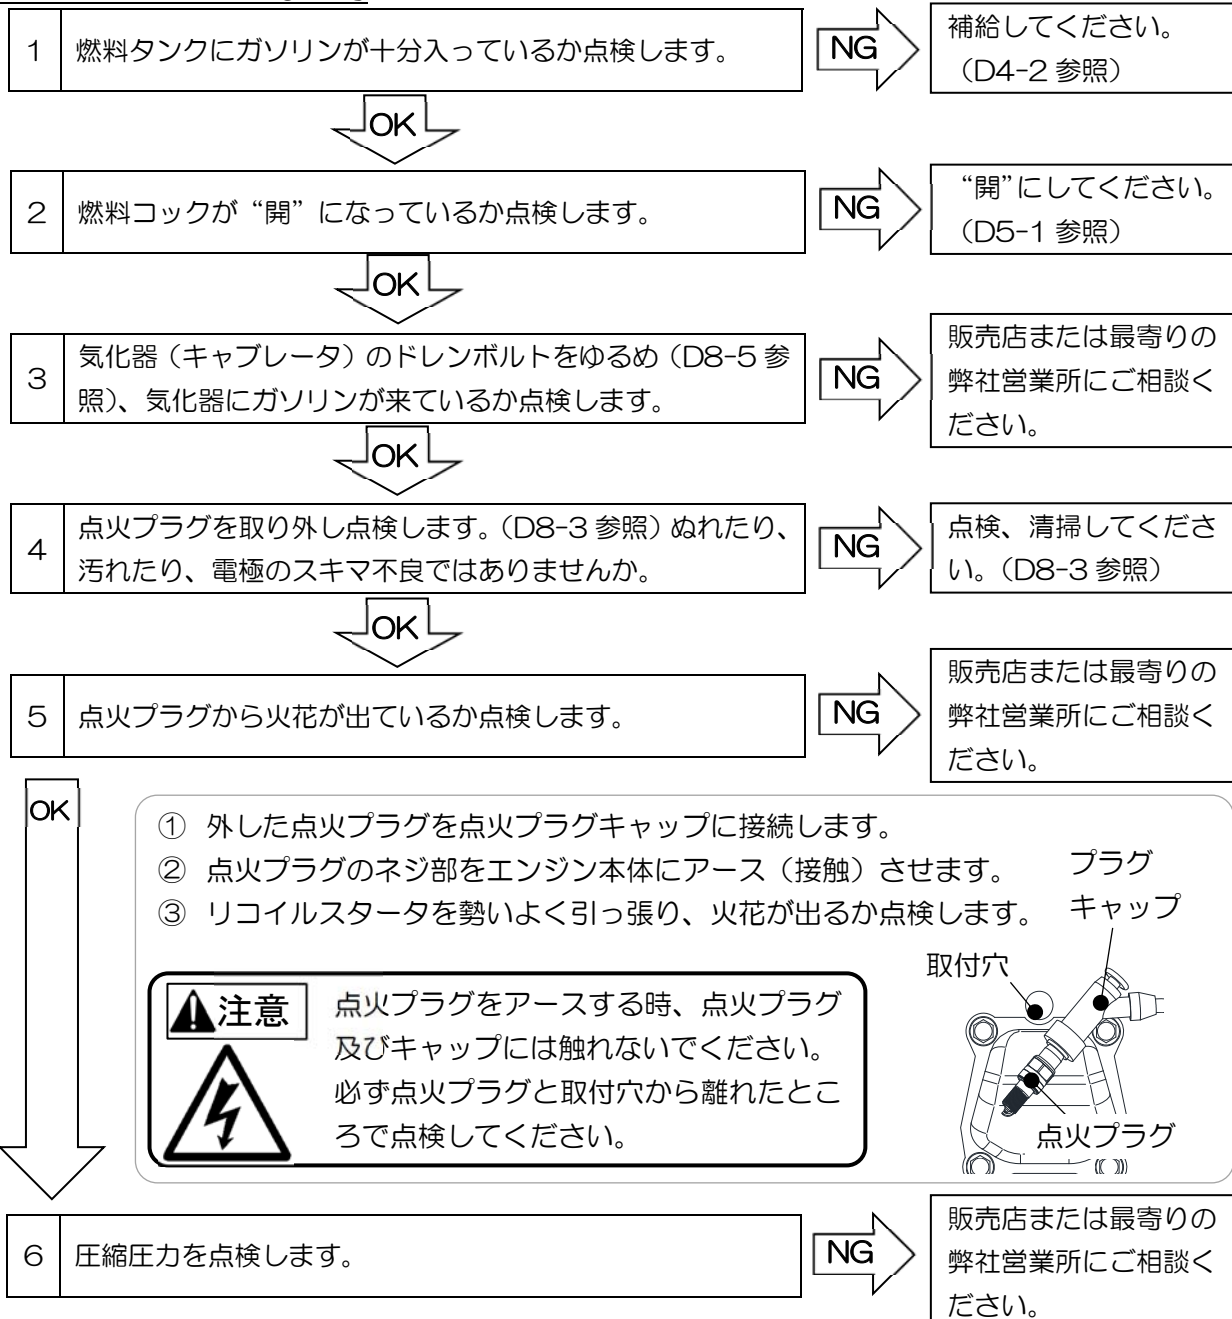 1 燃料タンクにガソリンが十分入っているか点検します。
NG
補給してください。
（D4-2 参照）
OK
2 燃料コックが“開”になっているか点検します。
NG
“開”にしてください。
（D5-1 参照）
OK
3 気化器（キャブレータ）のドレンボルトをゆるめ（D8-5 参
照）、気化器にガソリンが来ているか点検します。
NG
販売店または最寄りの
弊社営業所にご相談く
ださい。
OK
4 点火プラグを取り外し点検します。（D8-3 参照）ぬれたり、
汚れたり、電極のスキマ不良ではありませんか。
NG
点検、清掃してくださ
い。（D8-3 参照）
OK
5 点火プラグから火花が出ているか点検します。
NG
販売店または最寄りの
弊社営業所にご相談く
ださい。
OK
① 外した点火プラグを点火プラグキャップに接続します。
② 点火プラグのネジ部をエンジン本体にアース（接触）させます。
③ リコイルスタータを勢いよく引っ張り、火花が出るか点検します。
プラグ
キャップ
取付穴
点火プラグ
注意
点火プラグをアースする時、点火プラグ
及びキャップには触れないでください。
必ず点火プラグと取付穴から離れたとこ
ろで点検してください。
6 圧縮圧力を点検します。
NG
販売店または最寄りの
弊社営業所にご相談く
ださい。